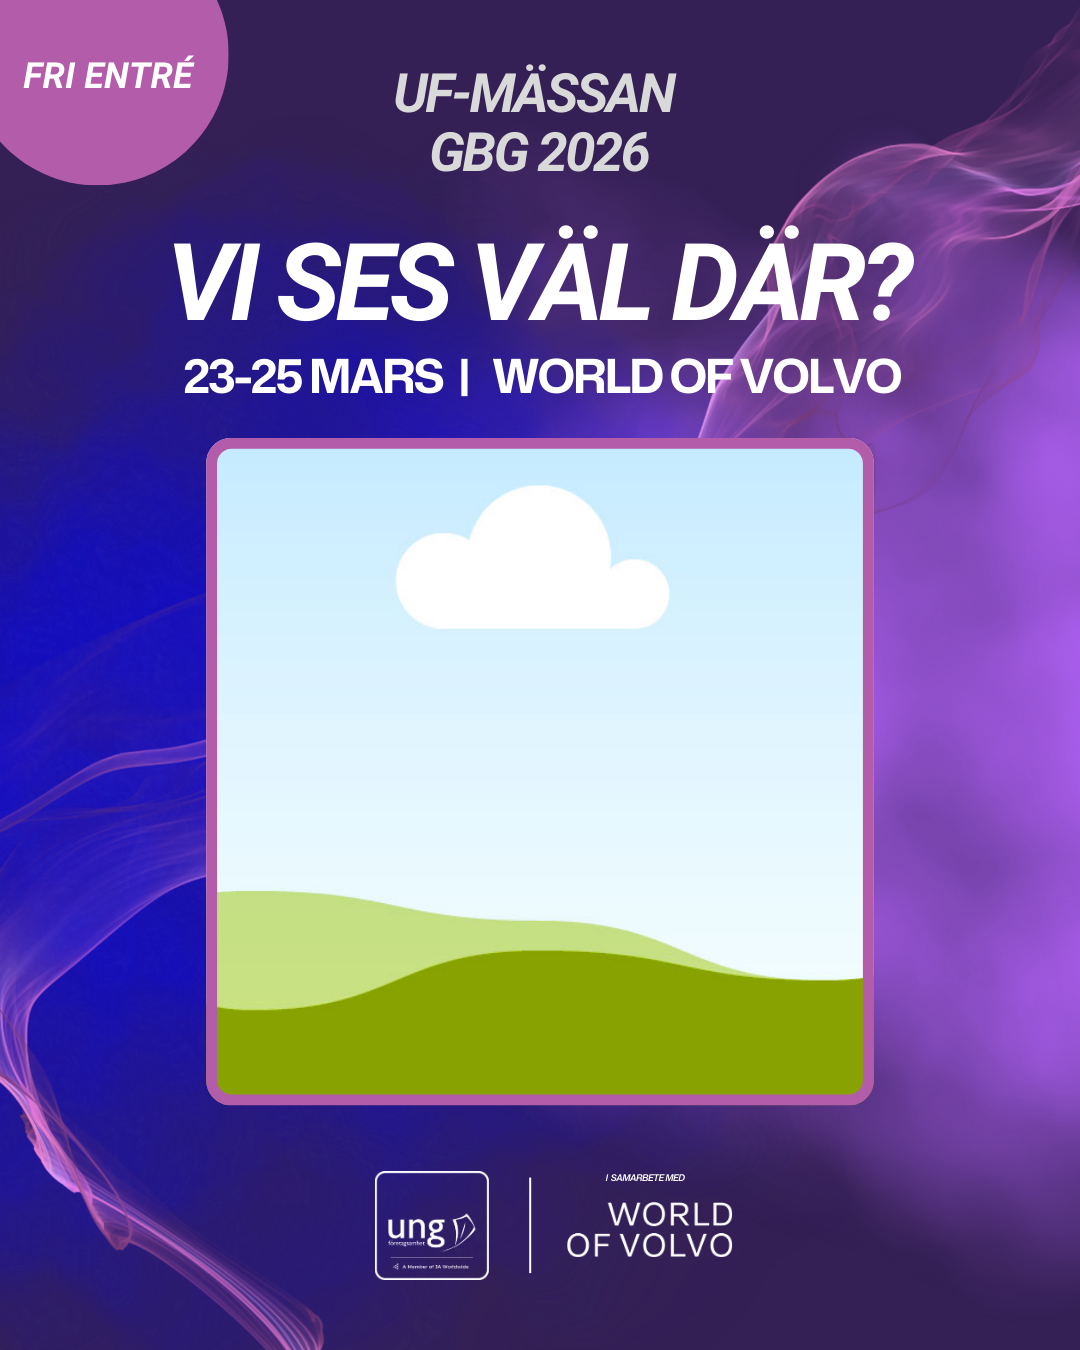 FRI ENTRÉ
UF-MÄSSAN
GBG 2026
VI SES VÄL DÄR?
23-25 MARS | WORLD OF VOLVO
I SAMARBETE MED
WORLD
OF VOLVO
ung
företagsamhet
A Member of JA Worldwide